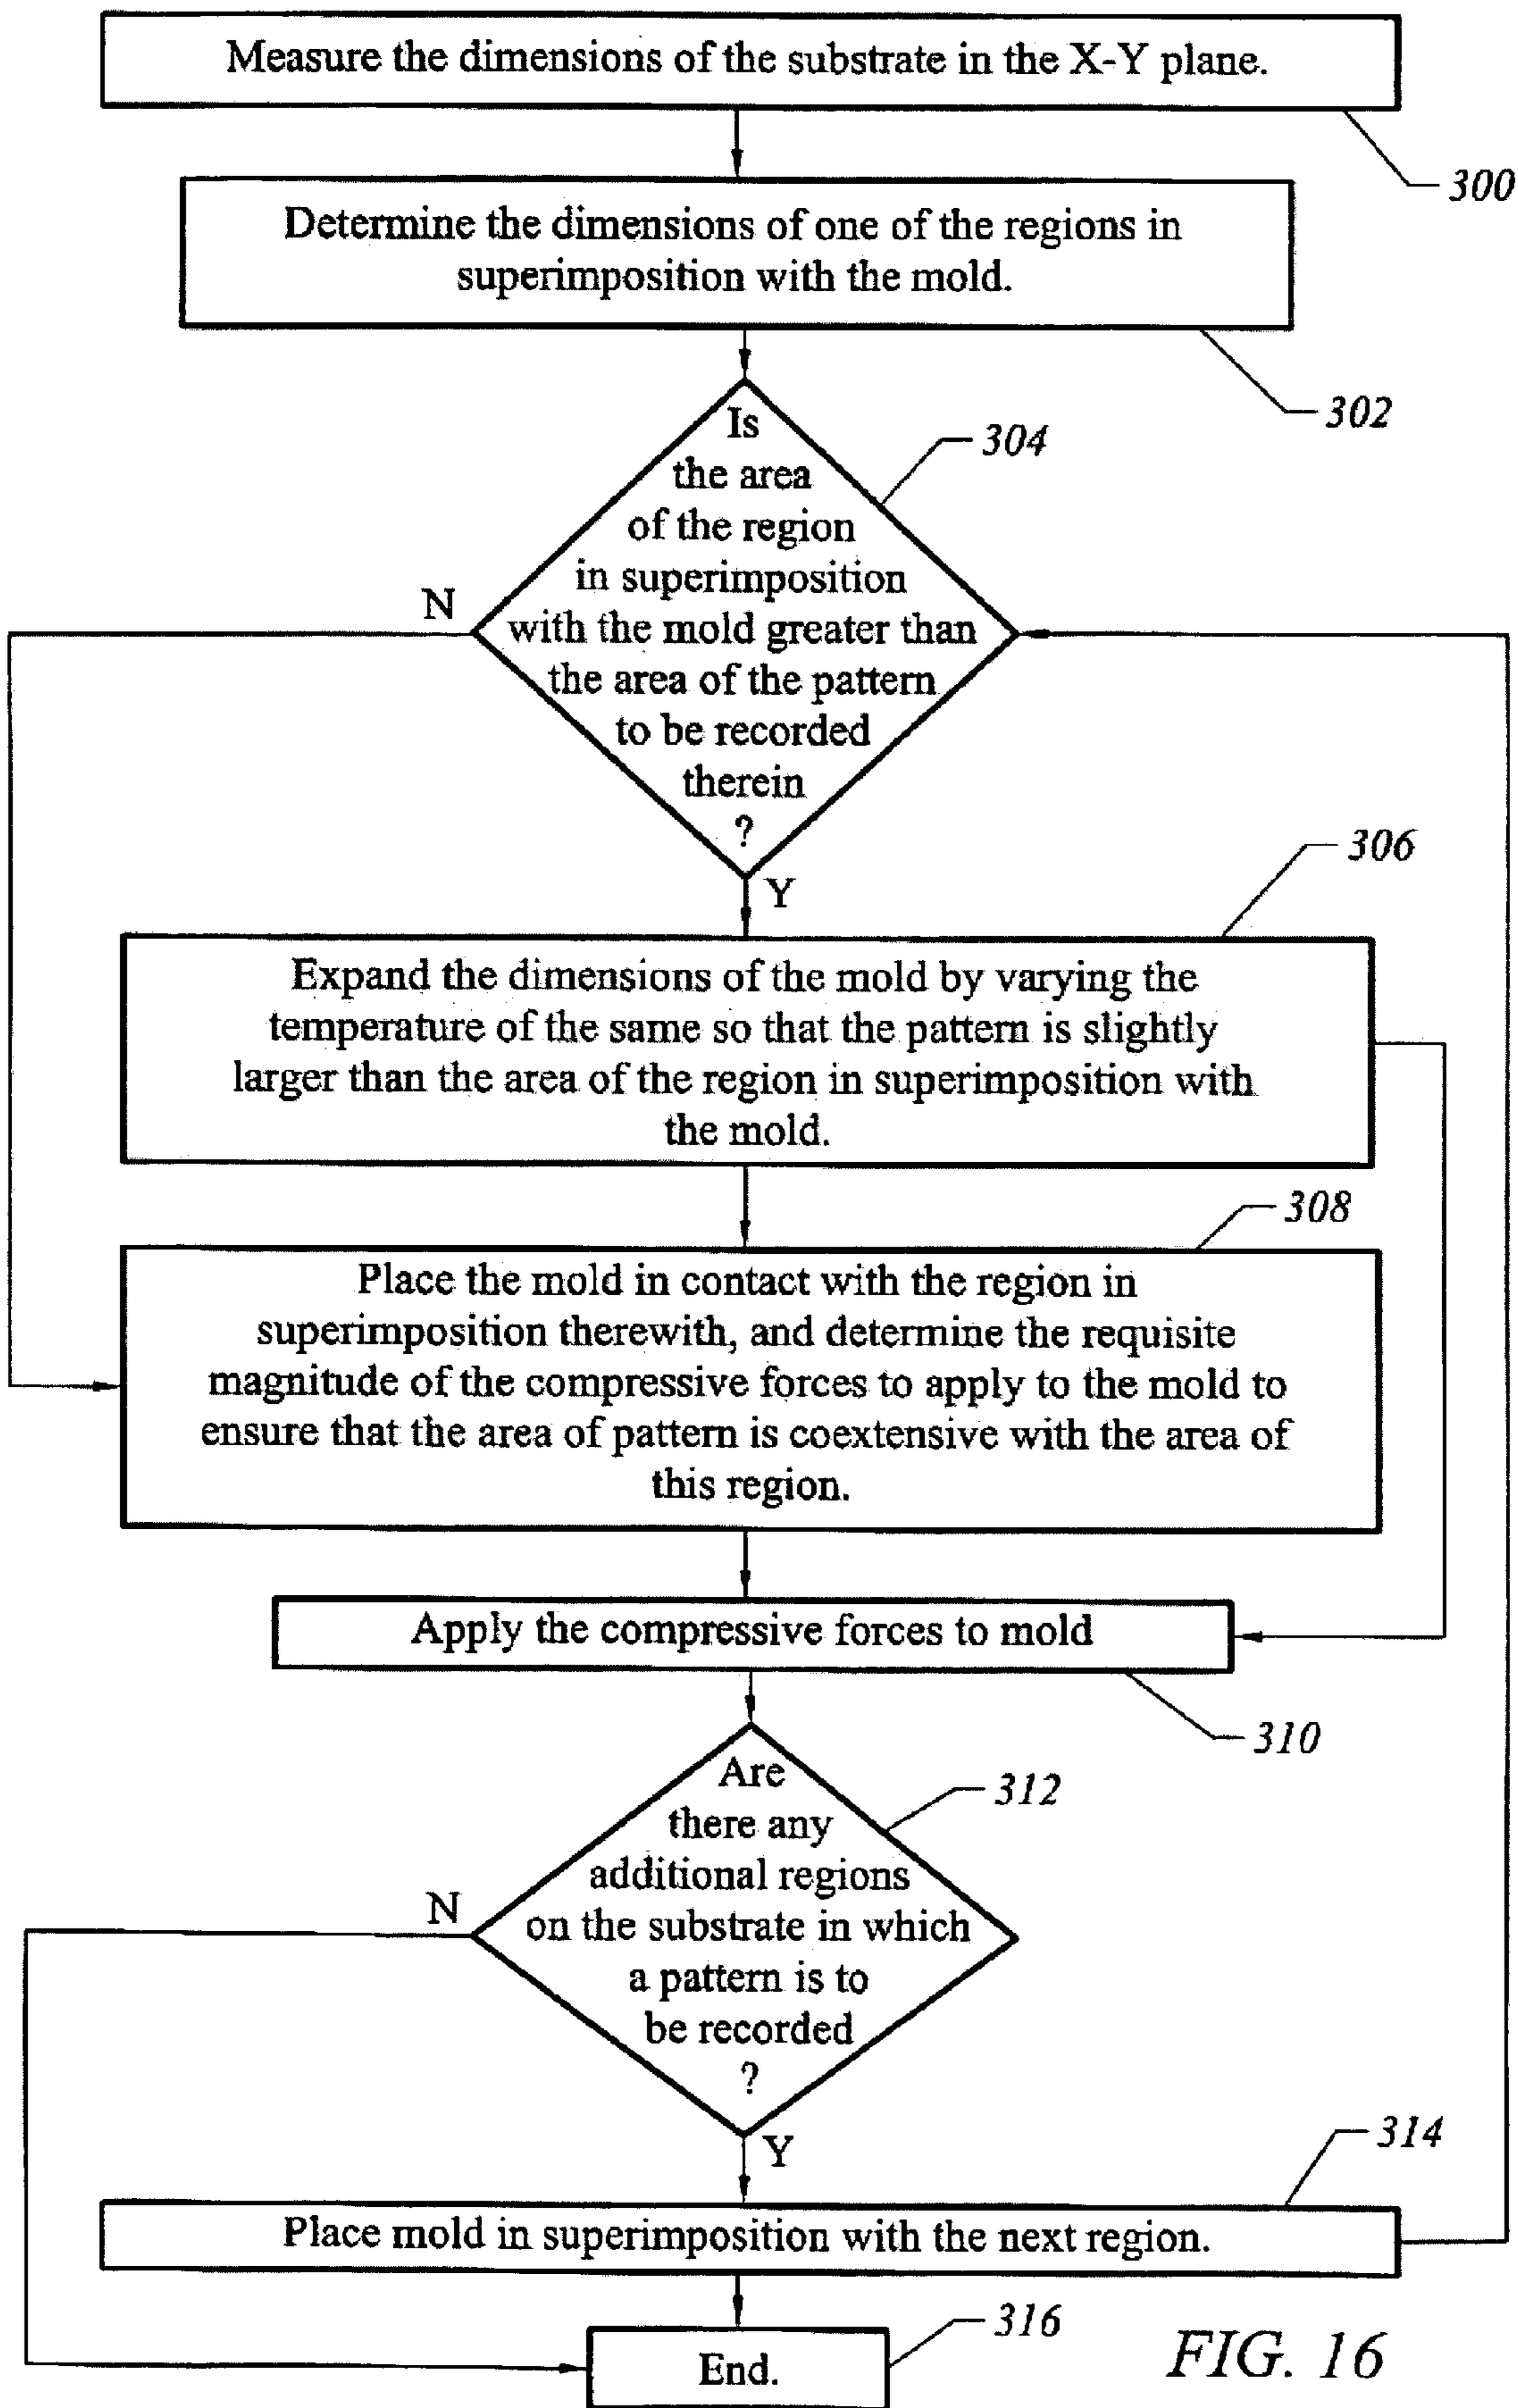 Measure the dimensions of the substrate in the X-Y plane.
300
Determine the dimensions of one of the regions in
superimposition with the mold.
302
Is
the area
of the region
in superimposition
with the mold greater than
the area of the pattern
to be recorded
therein
?
304
N
Y
306
Expand the dimensions of the mold by varying the
temperature of the same so that the pattern is slightly
larger than the area of the region in superimposition with
the mold.
308
Place the mold in contact with the region in
superimposition therewith, and determine the requisite
magnitude of the compressive forces to apply to the mold to
ensure that the area of pattern is coextensive with the area of
this region.
Apply the compressive forces to mold
310
Are
there any
additional regions
on the substrate in which
a pattern is to
be recorded
?
312
N
Y
314
Place mold in superimposition with the next region.
316
End.
FIG. 16